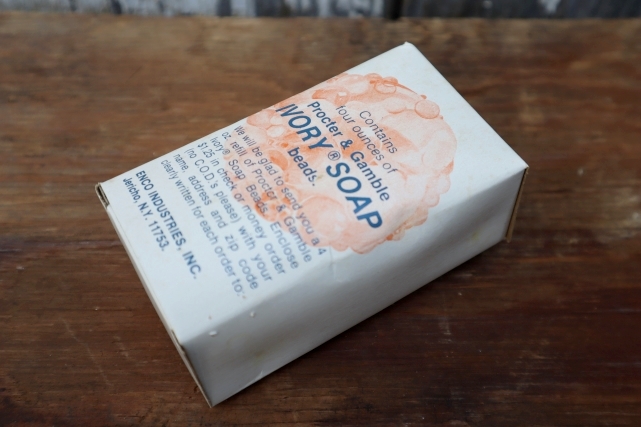 Contains
four ounces of
Procter & Gamble
IVORY® SOAP
beads.
We will be glad to send you a 4
oz. refill of Procter & Gamble
Ivory® Soap Beads. Enclose
$1.25 in check or money order
(no C.O.D.'s please) with your
name, address and zip code
clearly written for each order to:-
ENCO INDUSTRIES, INC.
Jericho, N.Y. 11753.